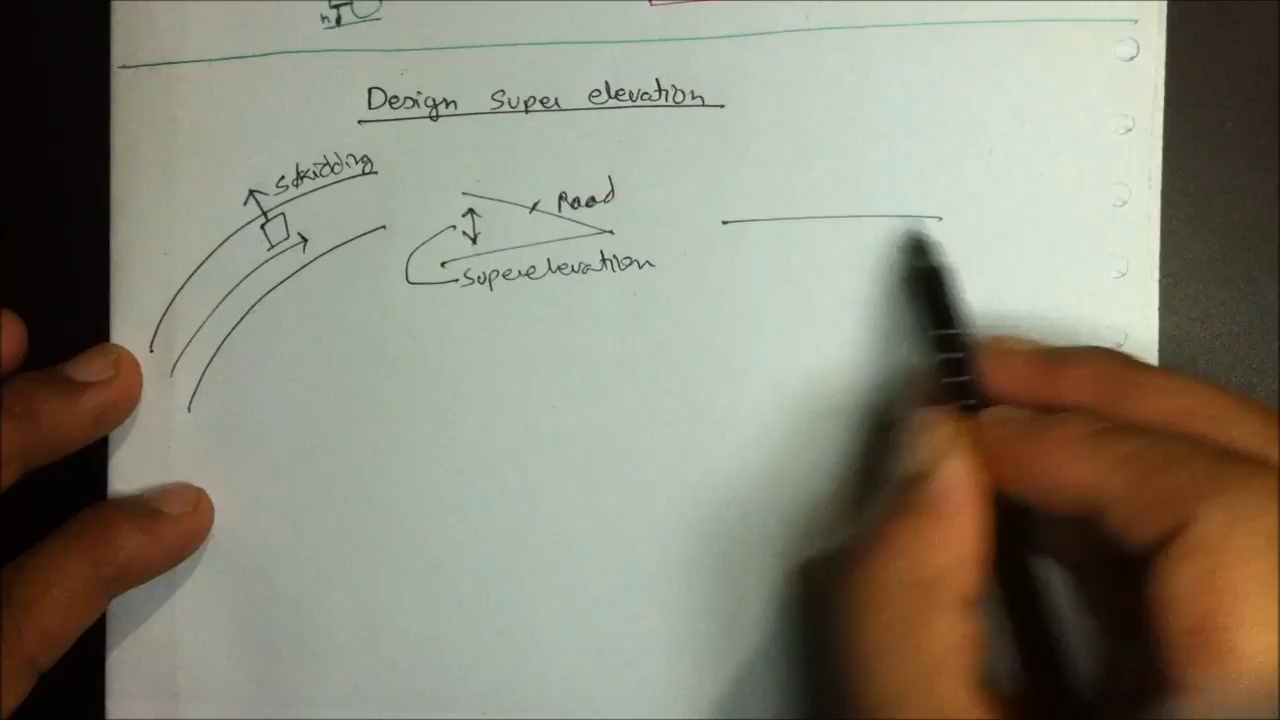 Design Super elevation
skidding
Road
Superelevation